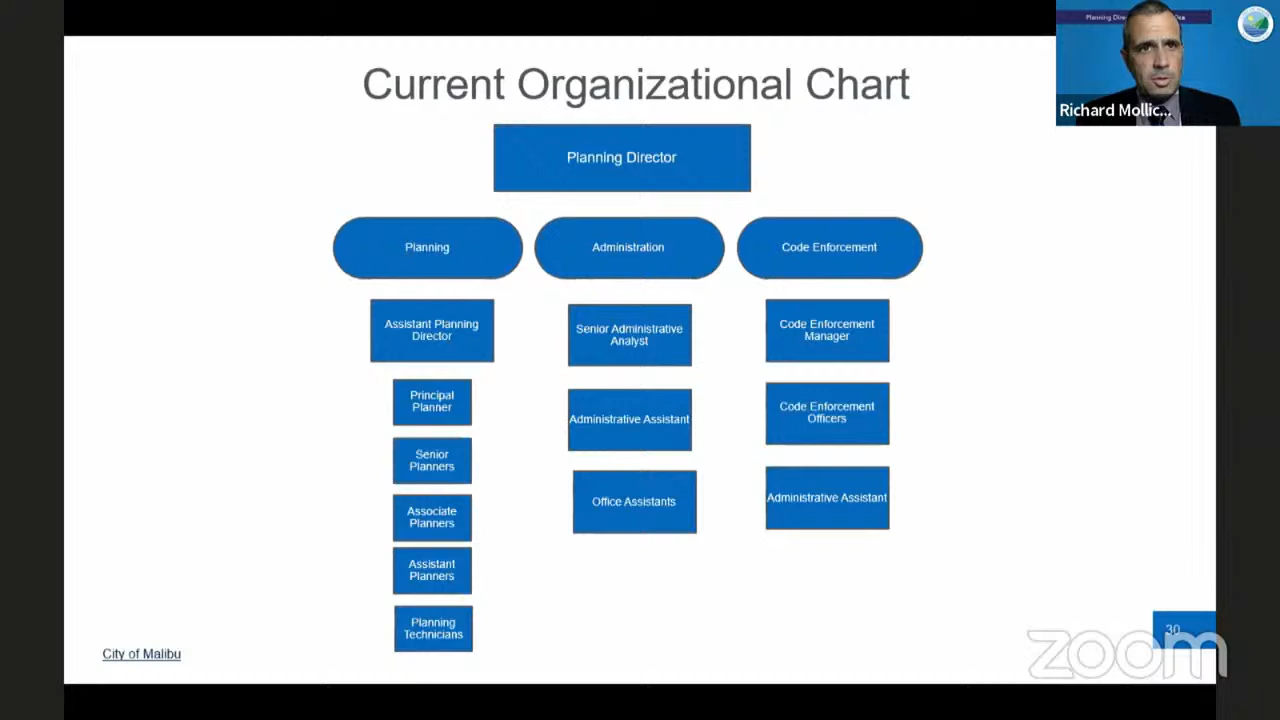 Current Organizational Chart
Planning Director
Planning
Administration
Code Enforcement
Assistant Planning
Director
Principal
Planner
Senior
Planners
Associate
Planners
Assistant
Planners
Planning
Technicians
Senior Administrative
Analyst
Administrative Assistant
Office Assistants
Code Enforcement
Manager
Code Enforcement
Officers
Administrative Assistant
City of Malibu
30
zoom
Planning
Richard Mollic...